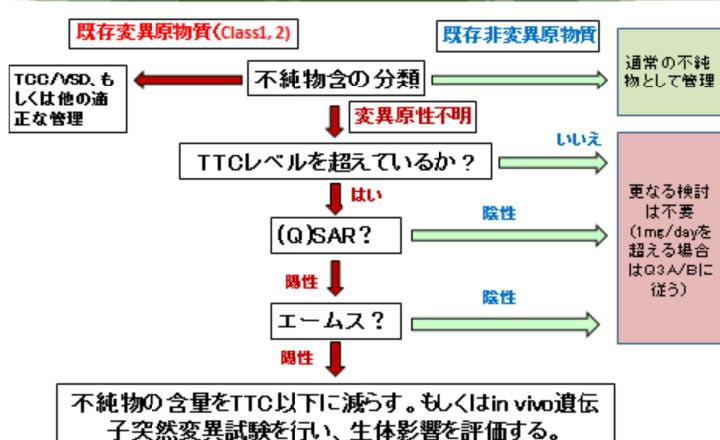 既存変異原物質(Class1, 2)
既存非変異原物質
TCC/VSD、も
しくは他の適
正な管理
不純物含の分類
通常の不純
物として管理
変異原性不明
TTCレベルを超えているか？
いいえ
はい
更なる検討
は不要
(1mg/dayを
超える場合
はQ3A/Bに
従う)
(Q)SAR？
陰性
陽性
エームス？
陰性
陽性
不純物の含量をTTC以下に減らす。もしくはin vivo遺伝
子突然変異試験を行い、生体影響を評価する。